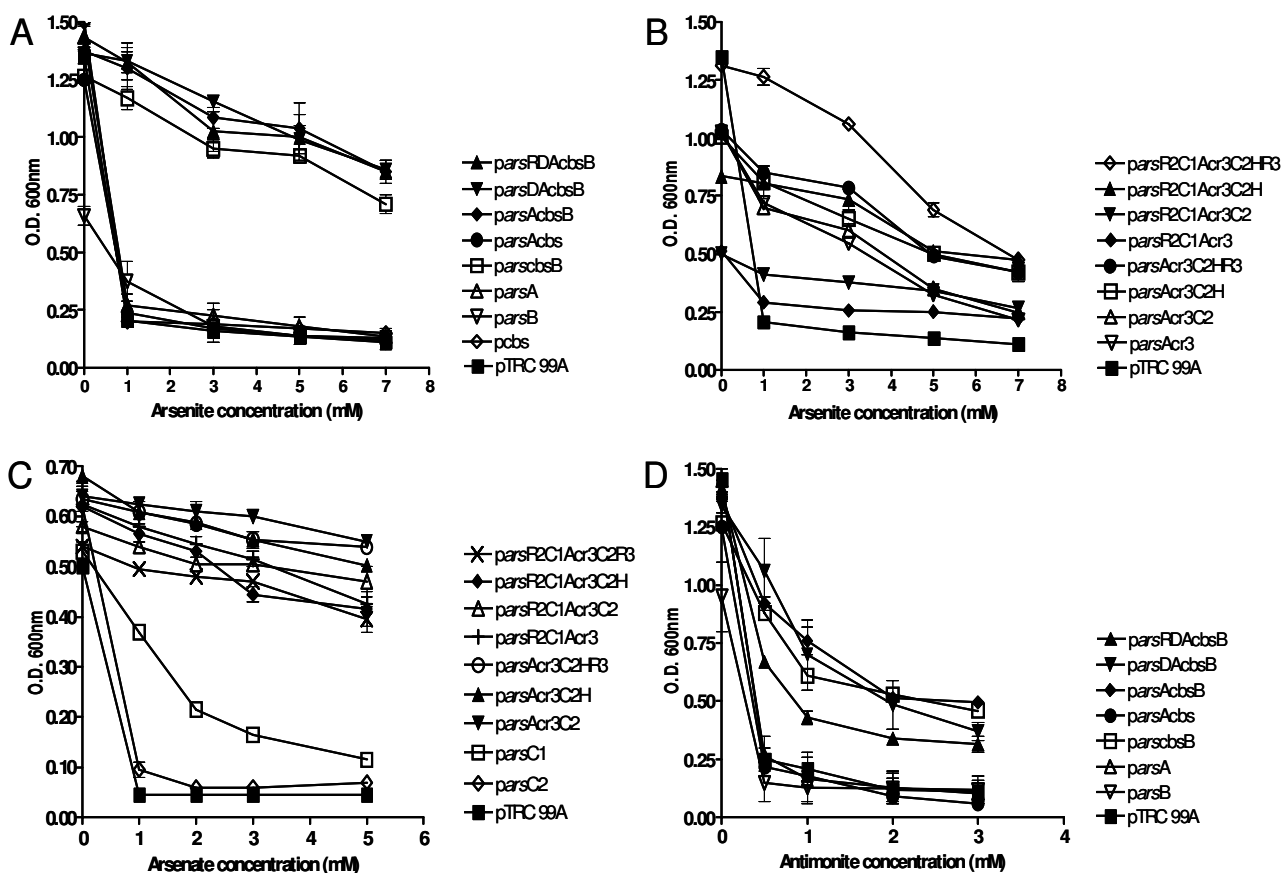 A
1.50
1.25
1.00
0.75
0.50
0.25
0.00
O.D. 600nm
0 1 2 3 4 5 6 7 8
Arsenite concentration (mM)
parsRDAcbsB
parsDAcbsB
parsAcbsB
parsAcbs
parscbsB
parsA
parsB
pcbs
pTRC 99A
B
1.50
1.25
1.00
0.75
0.50
0.25
0.00
O.D. 600nm
0 1 2 3 4 5 6 7 8
Arsenite concentration (mM)
parsR2C1Acr3C2HR3
parsR2C1Acr3C2H
parsR2C1Acr3C2
parsR2C1Acr3
parsAcr3C2HR3
parsAcr3C2H
parsAcr3C2
parsAcr3
pTRC 99A
C
0.70
0.60
0.50
0.40
0.30
0.20
0.10
0.00
O.D. 600nm
0 1 2 3 4 5 6
Arsenate concentration (mM)
parsR2C1Acr3C2R3
parsR2C1Acr3C2H
parsR2C1Acr3C2
parsR2C1Acr3
parsAcr3C2HR3
parsAcr3C2H
parsAcr3C2
parsC1
parsC2
pTRC 99A
D
1.50
1.25
1.00
0.75
0.50
0.25
0.00
O.D. 600nm
0 1 2 3 4
Antimonite concentration (mM)
parsRDAcbsB
parsDAcbsB
parsAcbsB
parsAcbs
parscbsB
parsA
parsB
pTRC 99A